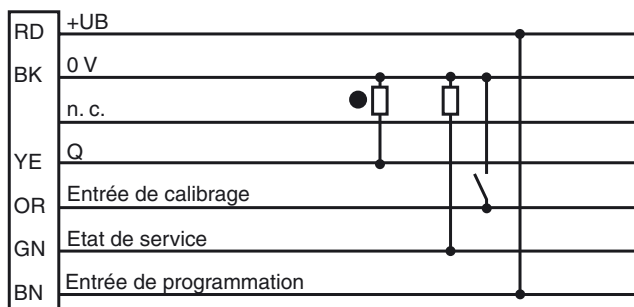 RD +UB
BK 0 V
n. c.
YE Q
OR Entrée de calibrage
GN Etat de service
BN Entrée de programmation